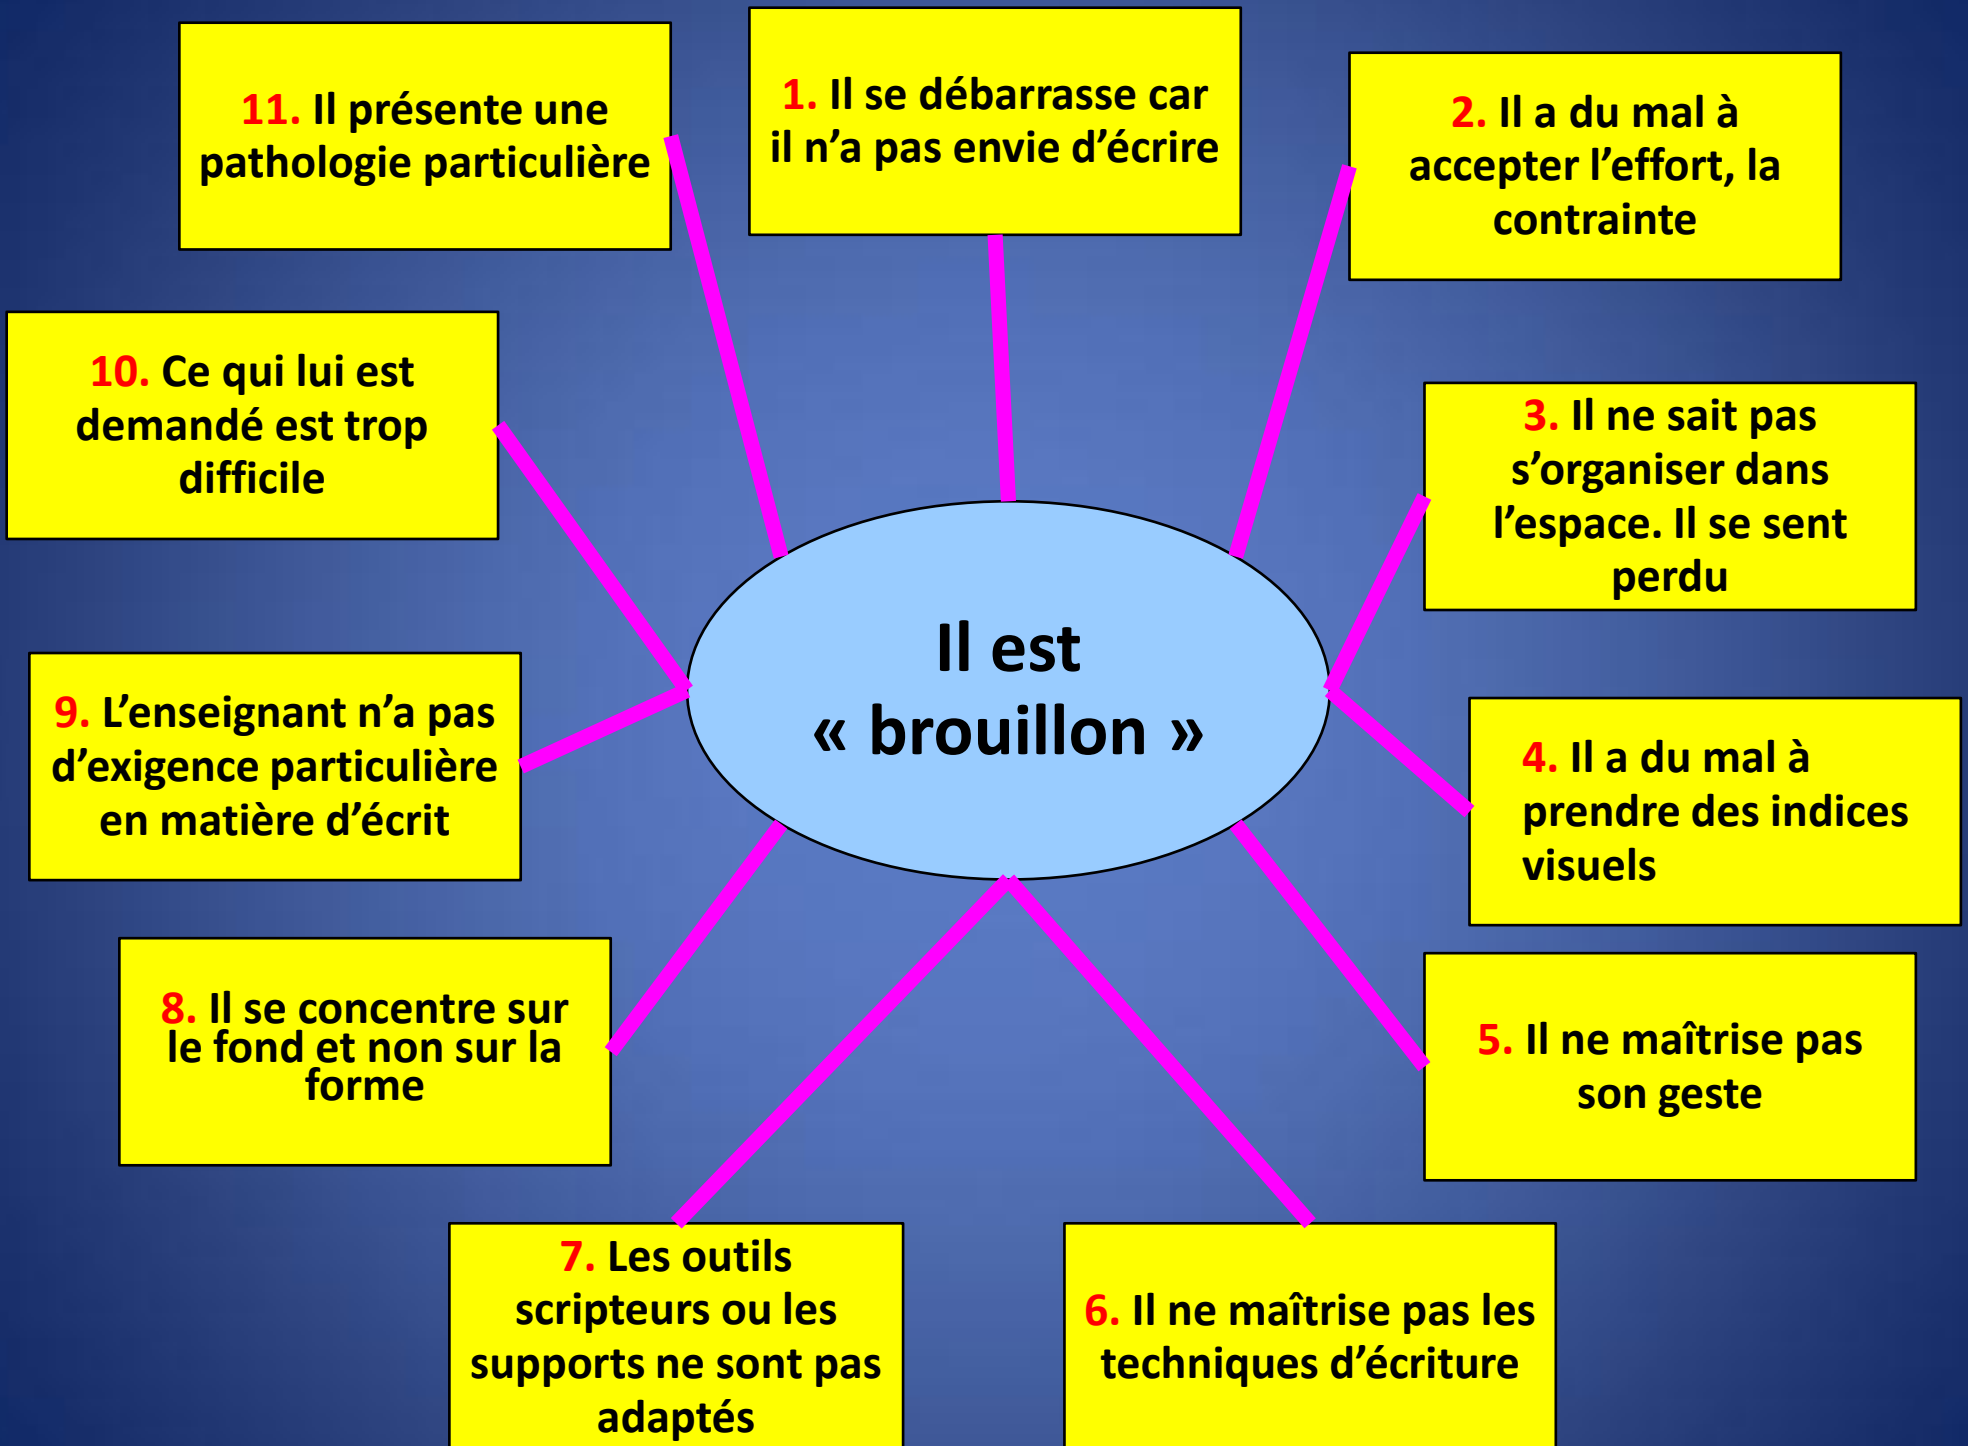 1. Il se débarrasse car
il n’a pas envie d’écrire
2. Il a du mal à
accepter l’effort, la
contrainte
3. Il ne sait pas
s’organiser dans
l’espace. Il se sent
perdu
4. Il a du mal à
prendre des indices
visuels
5. Il ne maîtrise pas
son geste
6. Il ne maîtrise pas les
techniques d’écriture
7. Les outils
scripteurs ou les
supports ne sont pas
adaptés
8. Il se concentre sur
le fond et non sur la
forme
9. L’enseignant n’a pas
d’exigence particulière
en matière d’écrit
10. Ce qui lui est
demandé est trop
difficile
11. Il présente une
pathologie particulière
Il est
« brouillon »